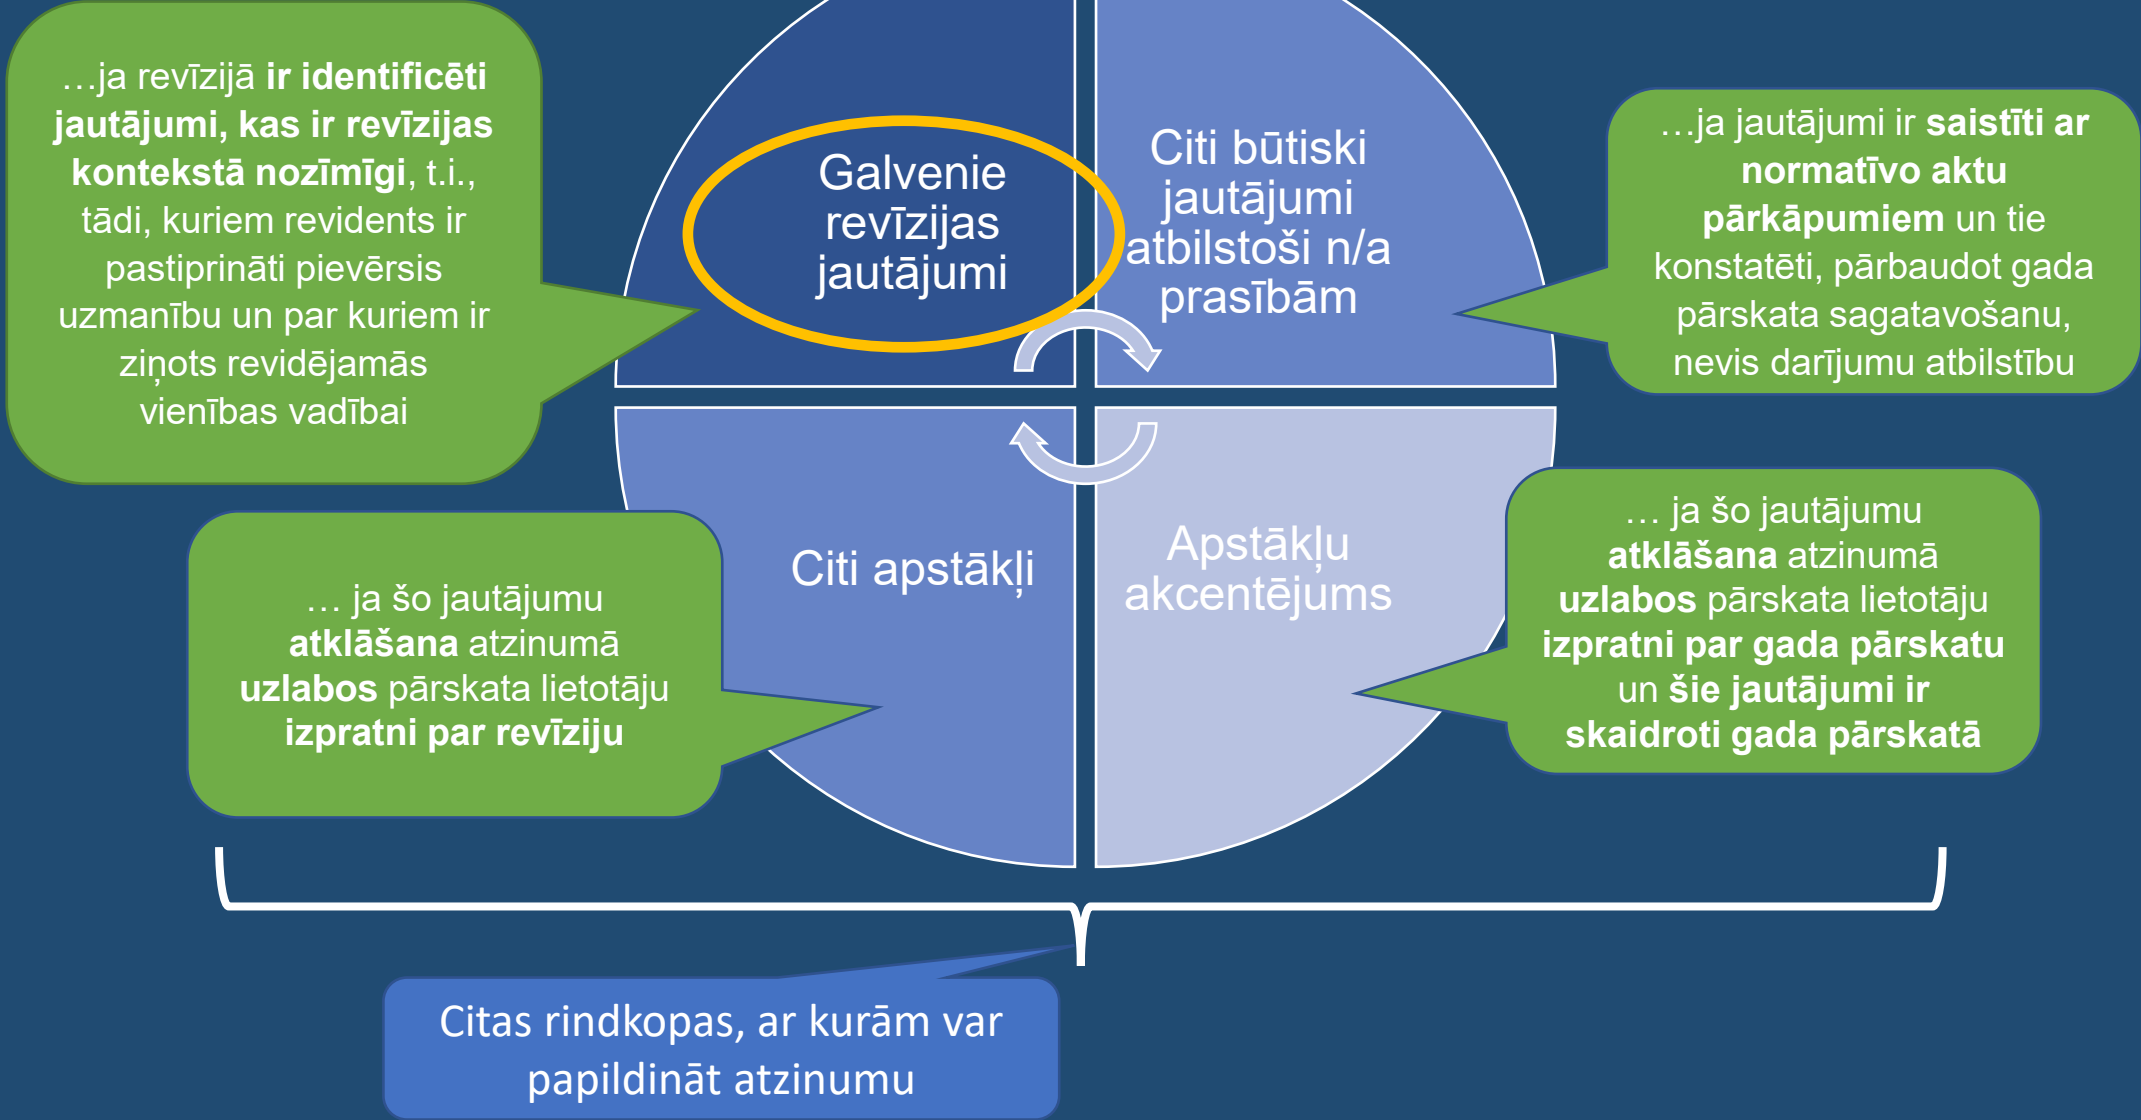 …ja revīzijā ir identificēti
jautājumi, kas ir revīzijas
kontekstā nozīmīgi, t.i.,
tādi, kuriem revidents ir
pastiprināti pievērsis
uzmanību un par kuriem ir
ziņots revidējamās
vienības vadībai
Galvenie
revīzijas
jautājumi
Citi būtiski
jautājumi
atbilstoši n/a
prasībām
…ja jautājumi ir saistīti ar
normatīvo aktu
pārkāpumiem un tie
konstatēti, pārbaudot gada
pārskata sagatavošanu,
nevis darījumu atbilstību
… ja šo jautājumu
atklāšana atzinumā
uzlabos pārskata lietotāju
izpratni par revīziju
Citi apstākļi
Apstākļu
akcentējums
… ja šo jautājumu
atklāšana atzinumā
uzlabos pārskata lietotāju
izpratni par gada pārskatu
un šie jautājumi ir
skaidroti gada pārskatā
Citas rindkopas, ar kurām var
papildināt atzinumu